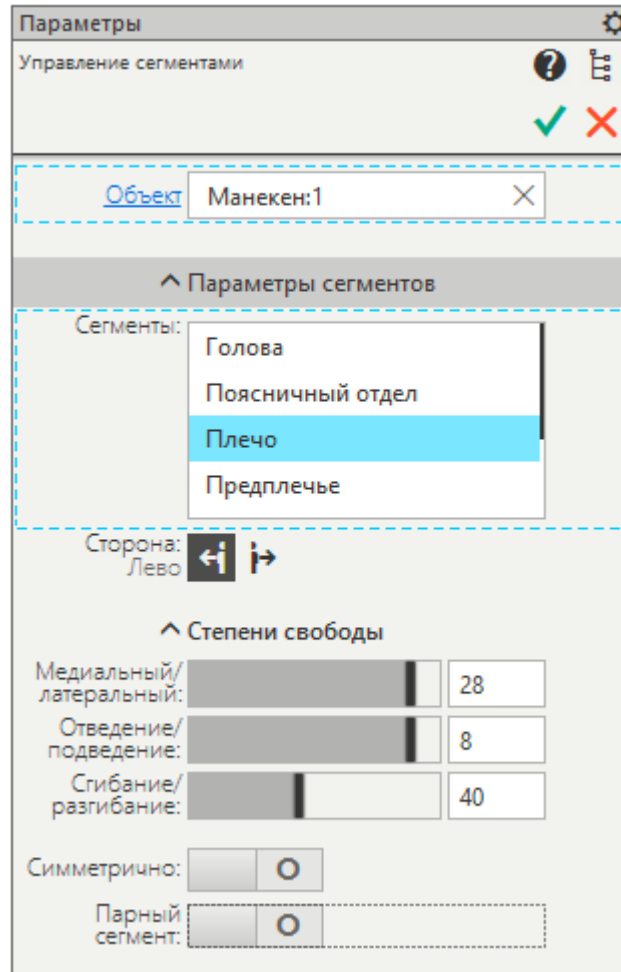 Параметры
Управление сегментами
Объект Манекен:1
Параметры сегментов
Сегменты:
Голова
Поясничный отдел
Плечо
Предплечье
Сторона:
Лево
Степени свободы
Медиальный/
латеральный: 28
Отведение/
подведение: 8
Сгибание/
разгибание: 40
Симметрично:
Парный
сегмент: